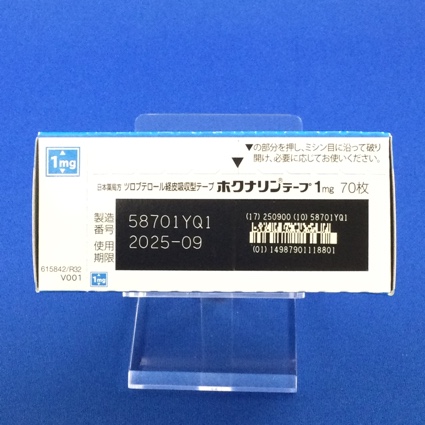 1mg
▼の部分を押し、ミシン目に沿って破り
開け、必要に応じてお使いください。
▼
日本薬局方 ツロブテロール経皮吸収型テープ ホクナリン®テープ1mg 70枚
製造番号 58701YQ1
使用期限 2025-09
(17) 250900 (10) 58701YQ1
(01) 14987901118801
615842/R32
V001
1mg